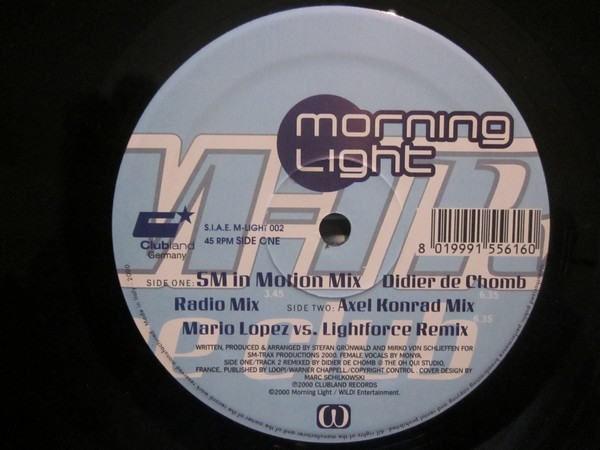 morning
Light
Clubland
Germany
S.I.A.E. M-LIGHT 002
45 RPM SIDE ONE
8 019991 556160
SIDE ONE: SM in Motion Mix Didier de Chomb
3.45 6.35
Radio Mix SIDE TWO: Axel Konrad Mix
6.35
Mario Lopez vs. Lightforce Remix
club
WRITTEN, PRODUCED & ARRANGED BY STEFAN GRÜNWALD AND MIRKO VON SCHLIEFFEN FOR
SM-TRAX PRODUCTIONS 2000. FEMALE VOCALS BY MONYA.
SIDE ONE/TRACK 2 REMIXED BY DIDIER DE CHOMB @ THE OH QUI STUDIO,
FRANCE. PUBLISHED BY LOOP!/WARNER CHAPPELL/COPYRIGHT CONTROL. COVER DESIGN BY
MARC SCHILKOWSKI
℗2000 CLUBLAND RECORDS
©2000 Morning Light / WILD! Entertainment.